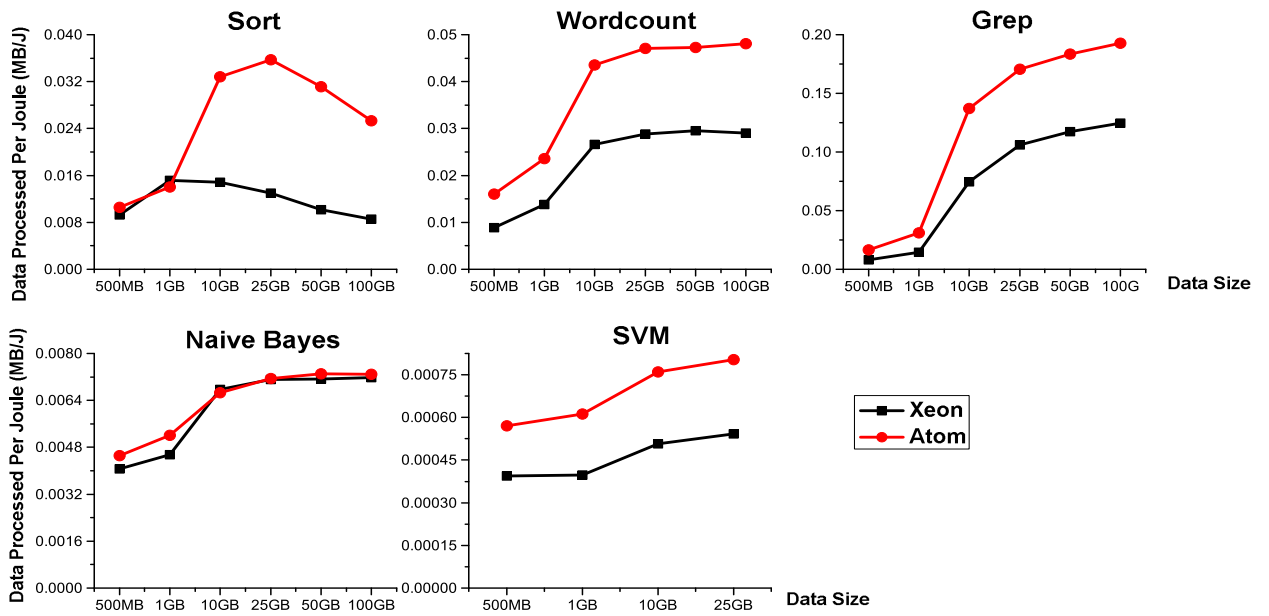 Sort
Data Processed Per Joule (MB/J)
0.040
0.032
0.024
0.016
0.008
0.000
500MB 1GB 10GB 25GB 50GB 100GB
Wordcount
0.05
0.04
0.03
0.02
0.01
0.00
500MB 1GB 10GB 25GB 50GB 100GB
Grep
0.20
0.15
0.10
0.05
0.00
500MB 1GB 10GB 25GB 50GB 100G
Data Size
Naive Bayes
Data Processed Per Joule (MB/J)
0.0080
0.0064
0.0048
0.0032
0.0016
0.0000
500MB 1GB 10GB 25GB 50GB 100GB
SVM
0.00075
0.00060
0.00045
0.00030
0.00015
0.00000
500MB 1GB 10GB 25GB
Data Size
Xeon
Atom